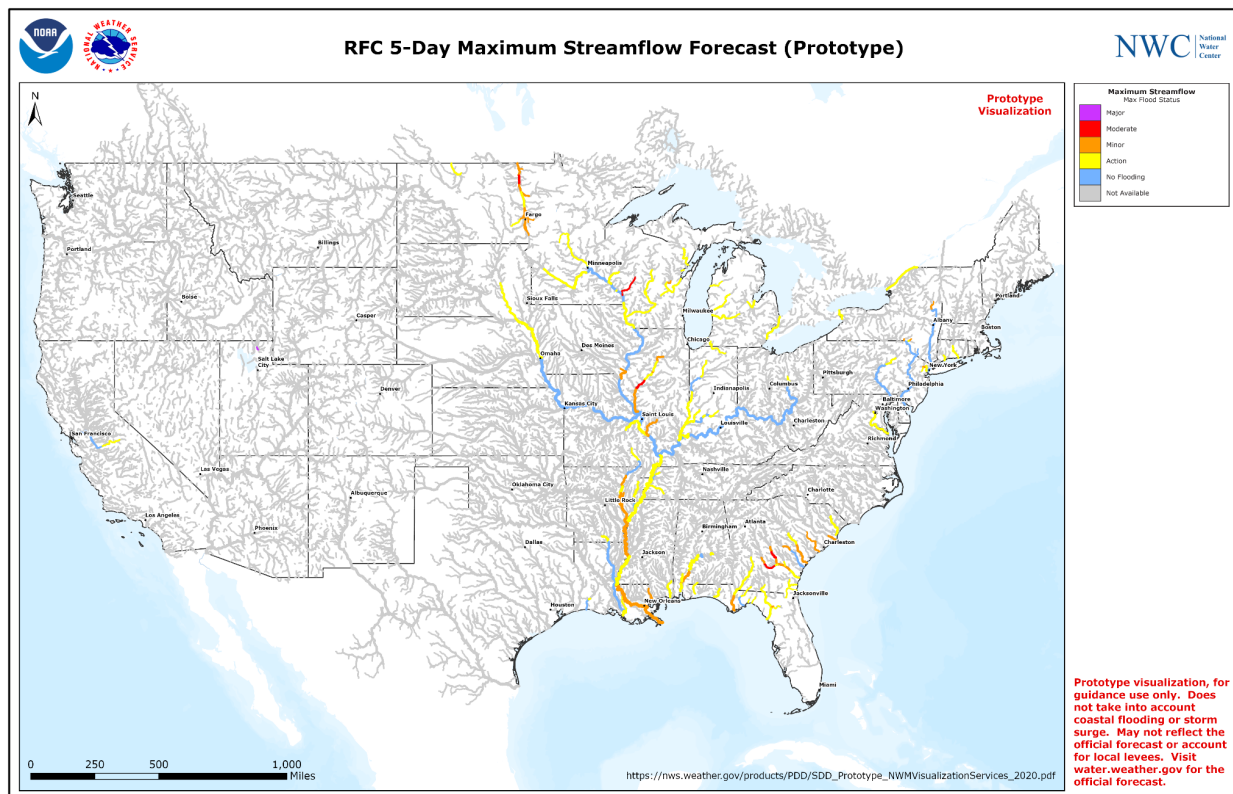 NOAA
NATIONAL WEATHER SERVICE
RFC 5-Day Maximum Streamflow Forecast (Prototype)
NWC
National
Water
Center
N
Prototype
Visualization
Maximum Streamflow
Max Flood Status
Major
Moderate
Minor
Action
No Flooding
Not Available
Seattle
Portland
Billings
Fargo
Minneapolis
Boise
Casper
Sioux Falls
Milwaukee
Portland
Albany
Boston
Salt Lake
City
Omaha
Des Moines
Chicago
New York
Denver
Kansas City
Saint Louis
Indianapolis
Columbus
Pittsburgh
Philadelphia
Baltimore
Washington
San Francisco
Louisville
Charleston
Richmond
Las Vegas
Nashville
Los Angeles
Albuquerque
Oklahoma City
Little Rock
Charlotte
Phoenix
Birmingham
Atlanta
Dallas
Jackson
Charleston
Houston
New Orleans
Jacksonville
Miami
0 250 500 1,000
Miles
https://nws.weather.gov/products/PDD/SDD_Prototype_NWMVisualizationServices_2020.pdf
Prototype visualization, for
guidance use only. Does
not take into account
coastal flooding or storm
surge. May not reflect the
official forecast or account
for local levees. Visit
water.weather.gov for the
official forecast.